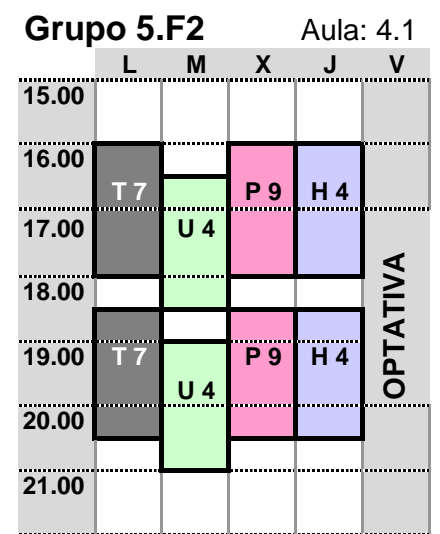 Grupo 5.F2 Aula: 4.1
L M X J V
15.00
16.00
T 7 P 9 H 4
17.00 U 4
18.00
19.00 T 7 P 9 H 4
U 4
OPTATIVA
20.00
21.00